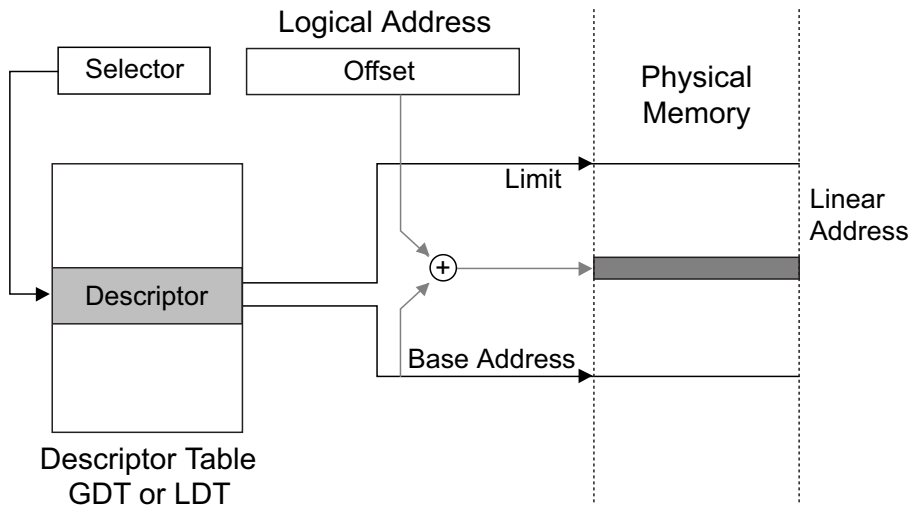 Logical Address
Selector
Offset
Physical
Memory
Limit
Linear
Address
+
Descriptor
Base Address
Descriptor Table
GDT or LDT